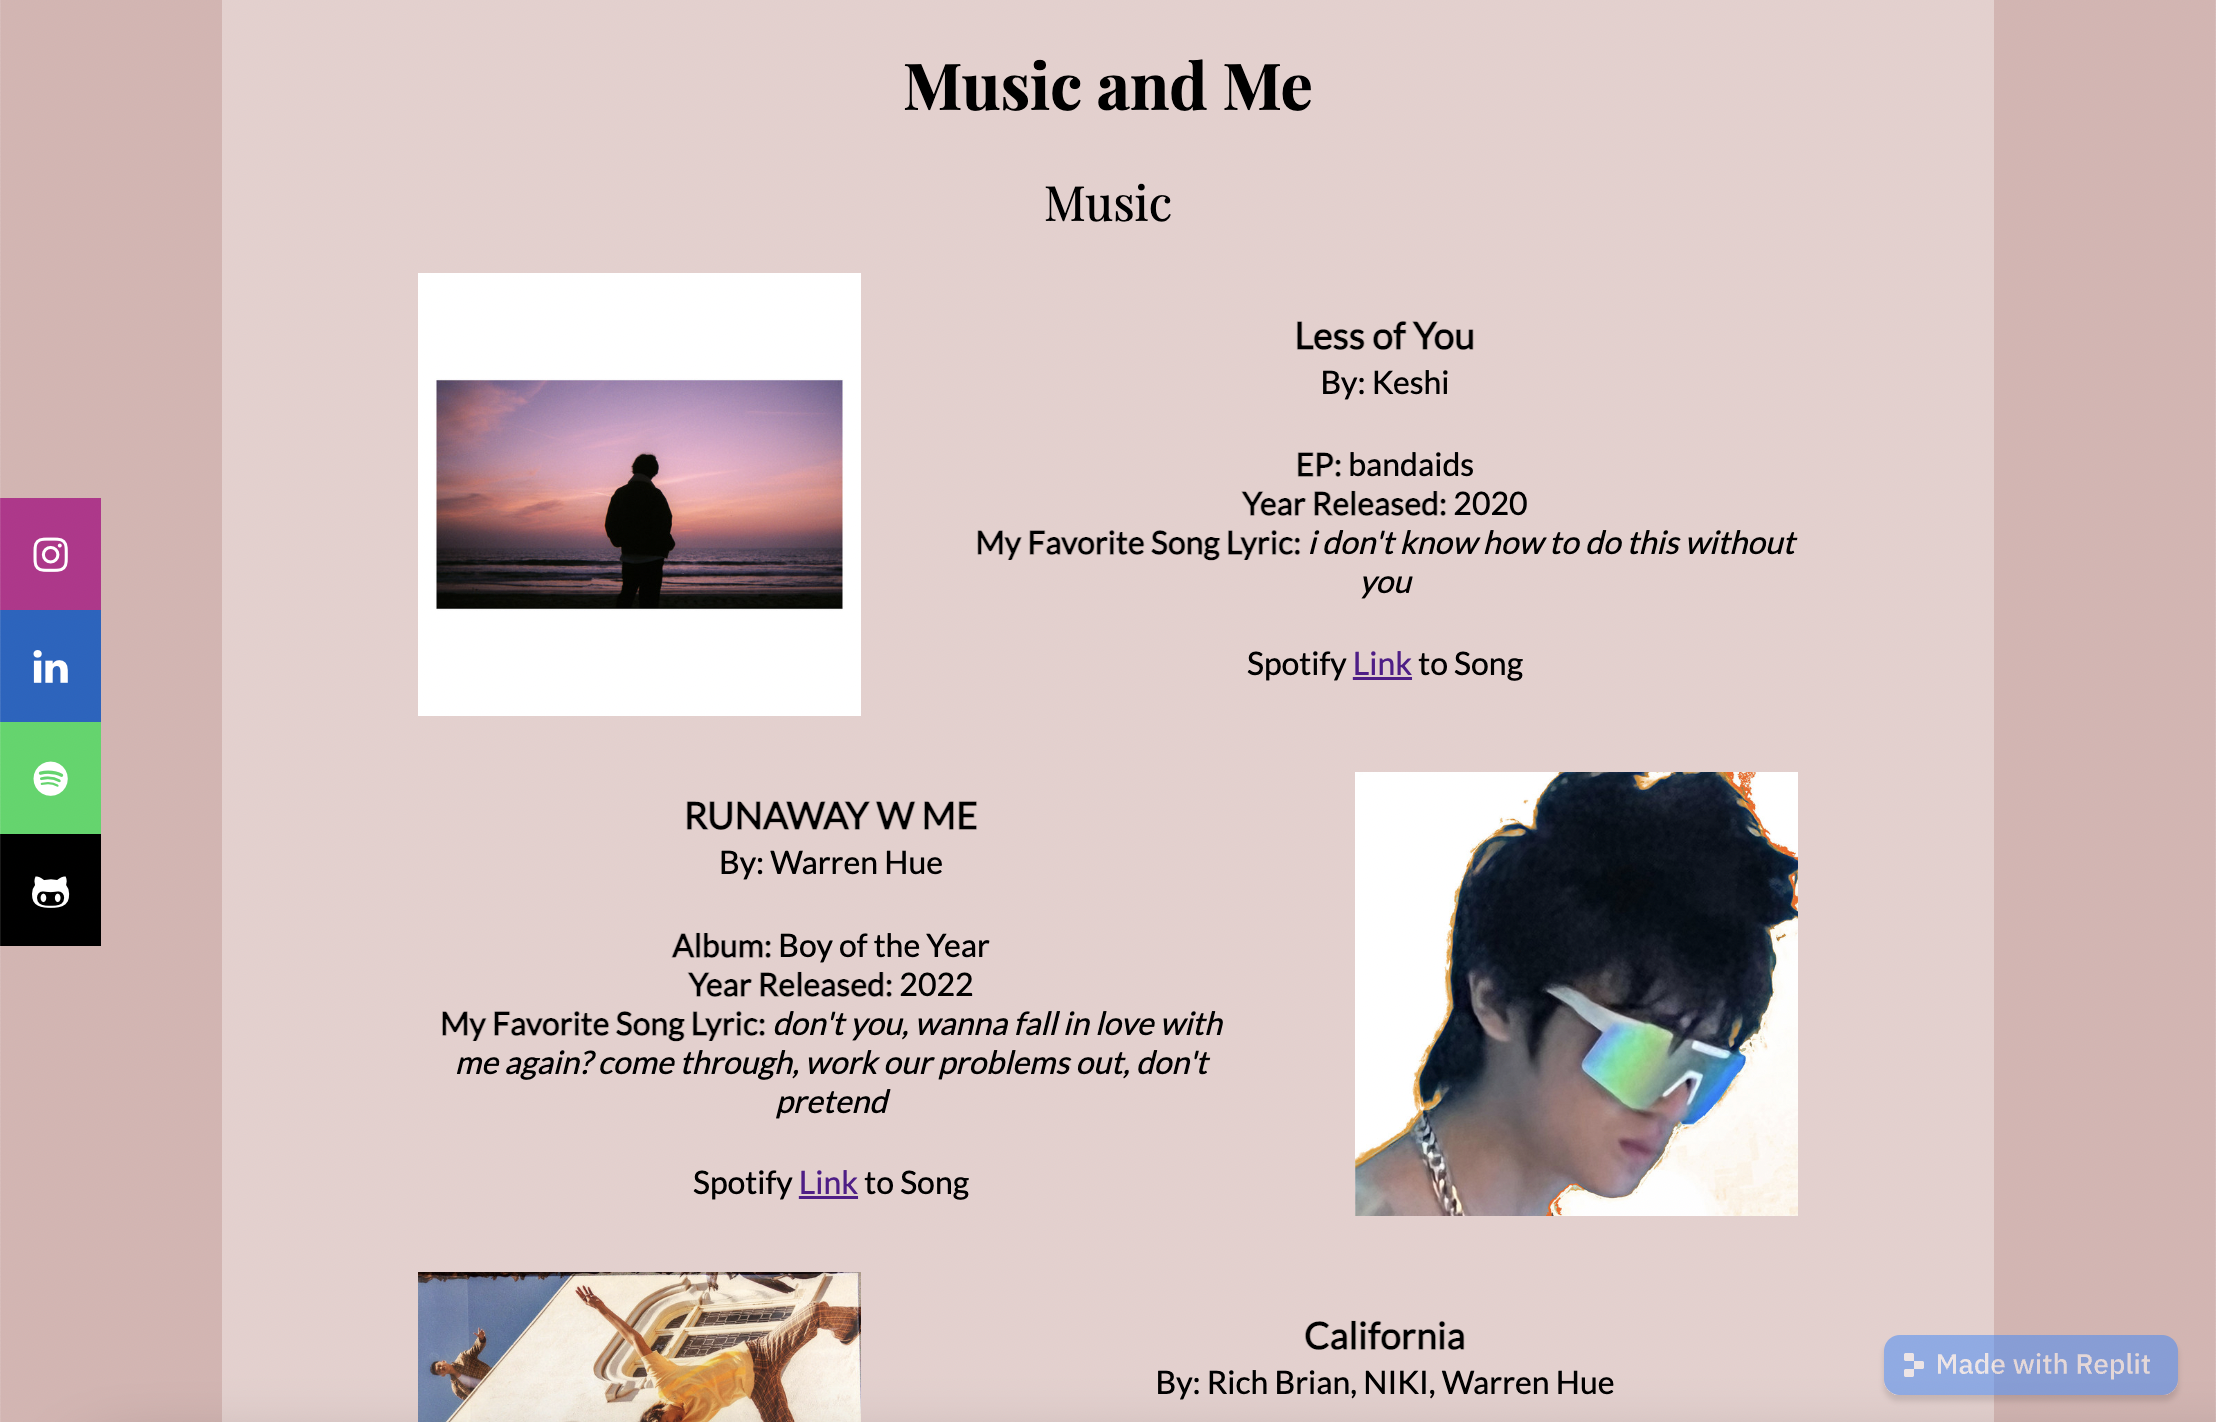 Music and Me
Music
Less of You
By: Keshi
EP: bandaids
Year Released: 2020
My Favorite Song Lyric: i don't know how to do this without
you
Spotify Link to Song
in
RUNAWAY W ME
By: Warren Hue
Album: Boy of the Year
Year Released: 2022
My Favorite Song Lyric: don't you, wanna fall in love with
me again? come through, work our problems out, don't
pretend
Spotify Link to Song
California
By: Rich Brian, NIKI, Warren Hue
Made with Replit